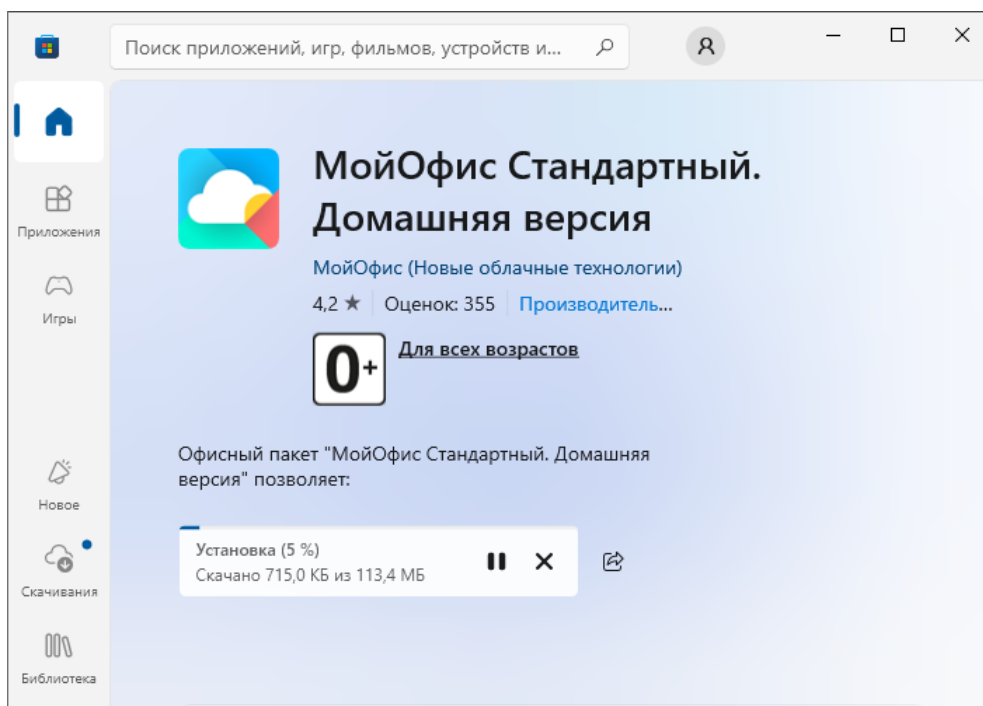 Поиск приложений, игр, фильмов, устройств и...
МойОфис Стандартный.
Домашняя версия
МойОфис (Новые облачные технологии)
4,2 ★ Оценок: 355 Производитель...
0+ Для всех возрастов
Офисный пакет "МойОфис Стандартный. Домашняя
версия" позволяет:
Установка (5 %)
Скачано 715,0 КБ из 113,4 МБ
Приложения
Игры
Новое
Скачивания
Библиотека